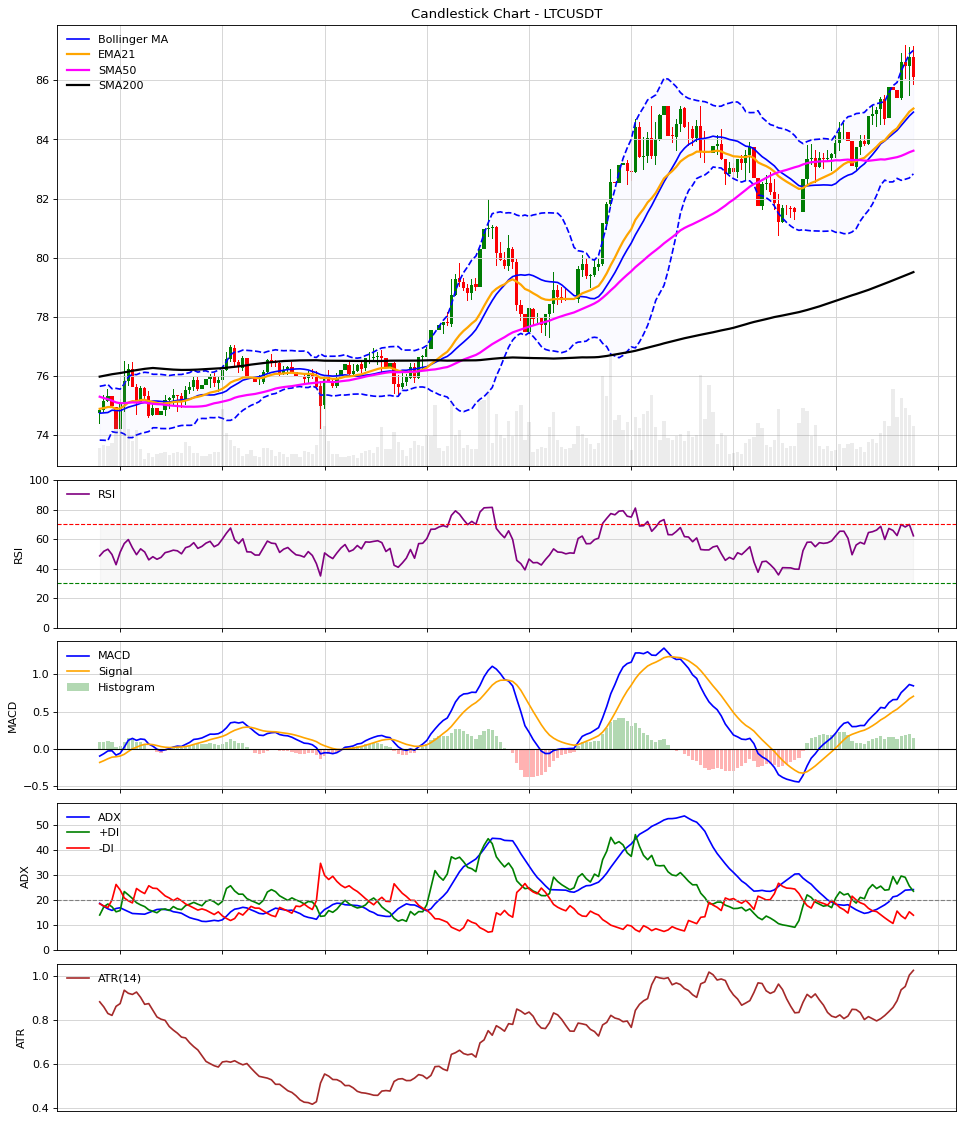 Candlestick Chart - LTCUSDT
Bollinger MA
EMA21
SMA50
SMA200
86
84
82
80
78
76
74
RSI
100
80
60
40
20
0
RSI
MACD
Signal
Histogram
1.0
0.5
0.0
−0.5
MACD
ADX
+DI
-DI
50
40
30
20
10
0
ADX
ATR(14)
1.0
0.8
0.6
0.4
ATR